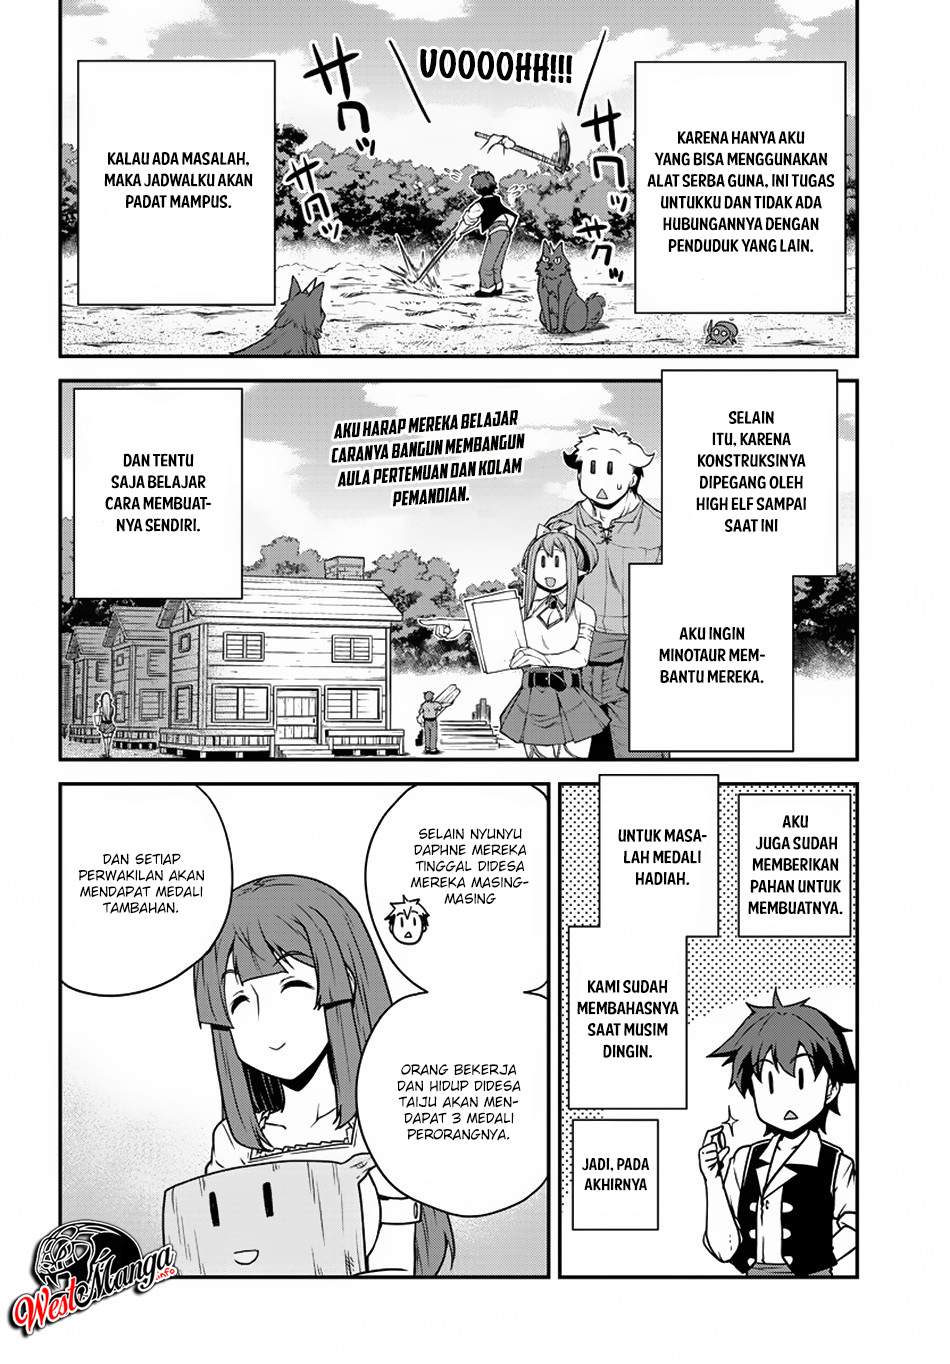 KARENA HANYA AKU
YANG BISA MENGGUNAKAN
ALAT SERBA GUNA, INI TUGAS
UNTUKKU DAN TIDAK ADA
HUBUNGANNYA DENGAN
PENDUDUK YANG LAIN.
UOOOOHH!!!
ザク
ザク
ザクッ
ザクッ
KALAU ADA MASALAH,
MAKA JADWALKU AKAN
PADAT MAMPUS.
SELAIN
ITU, KARENA
KONSTRUKSINYA
DIPEGANG OLEH
HIGH ELF SAMPAI
SAAT INI
AKU INGIN
MINOTAUR MEM-
BANTU MEREKA.
AKU HARAP MEREKA BELAJAR
CARANYA BANGUN MEMBANGUN
AULA PERTEMUAN DAN KOLAM
PEMANDIAN.
DAN TENTU
SAJA BELAJAR
CARA MEMBUAT-
NYA SENDIRI.
AKU
JUGA SUDAH
MEMBERIKAN
PAHAN UNTUK
MEMBUATNYA.
UNTUK MASA-
LAH MEDALI
HADIAH.
KAMI SUDAH
MEMBAHASNYA
SAAT MUSIM
DINGIN.
JADI, PADA
AKHIRNYA
SELAIN NYUNYU
DAPHNE MEREKA
TINGGAL DIDESA
MEREKA MASING-
MASING
ORANG BEKERJA
DAN HIDUP DIDESA
TAIJU AKAN MEN-
DAPAT 3 MEDALI
PERORANGNYA.
DAN SETIAP
PERWAKILAN AKAN
MENDAPAT MEDALI
TAMBAHAN.
WestManga
.info